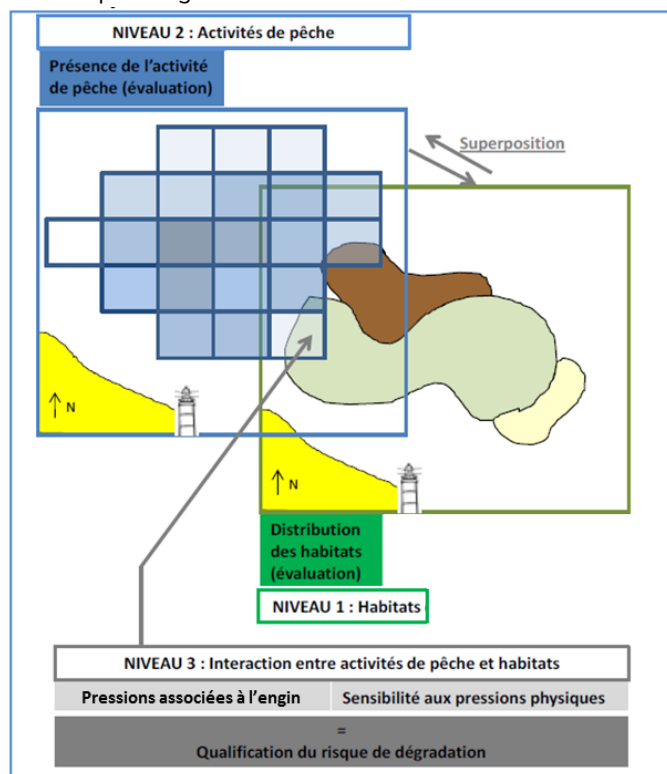 NIVEAU 2 : Activités de pêche
Présence de l'activité
de pêche (évaluation)
Superposition
N
N
Distribution
des habitats
(évaluation)
NIVEAU 1 : Habitats
NIVEAU 3 : Interaction entre activités de pêche et habitats
Pressions associées à l'engin
Sensibilité aux pressions physiques
=
Qualification du risque de dégradation